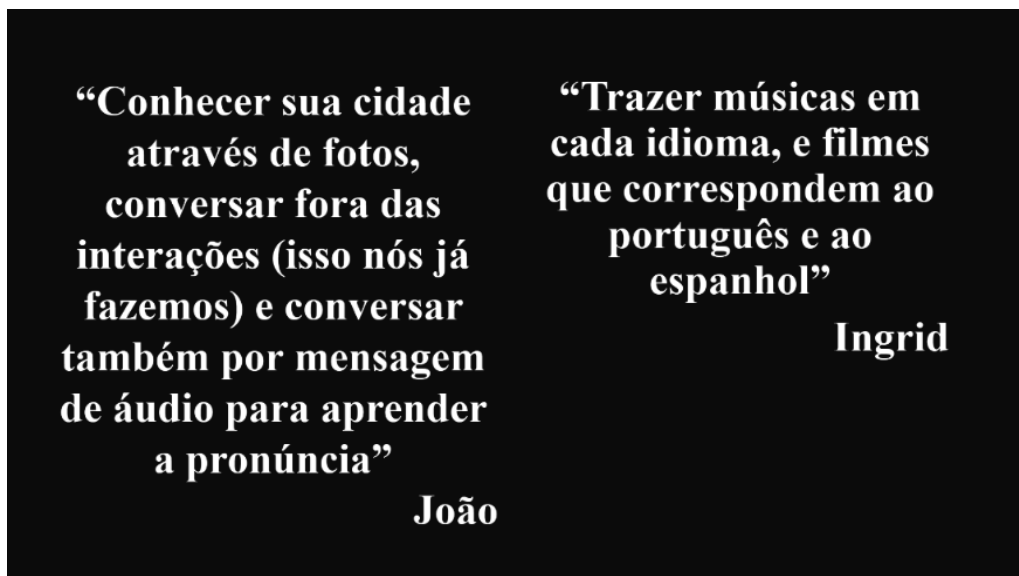 “Conhecer sua cidade
através de fotos,
conversar fora das
interações (isso nós já
fazemos) e conversar
também por mensagem
de áudio para aprender
a pronúncia”
João
“Trazer músicas em
cada idioma, e filmes
que correspondem ao
português e ao
espanhol”
Ingrid